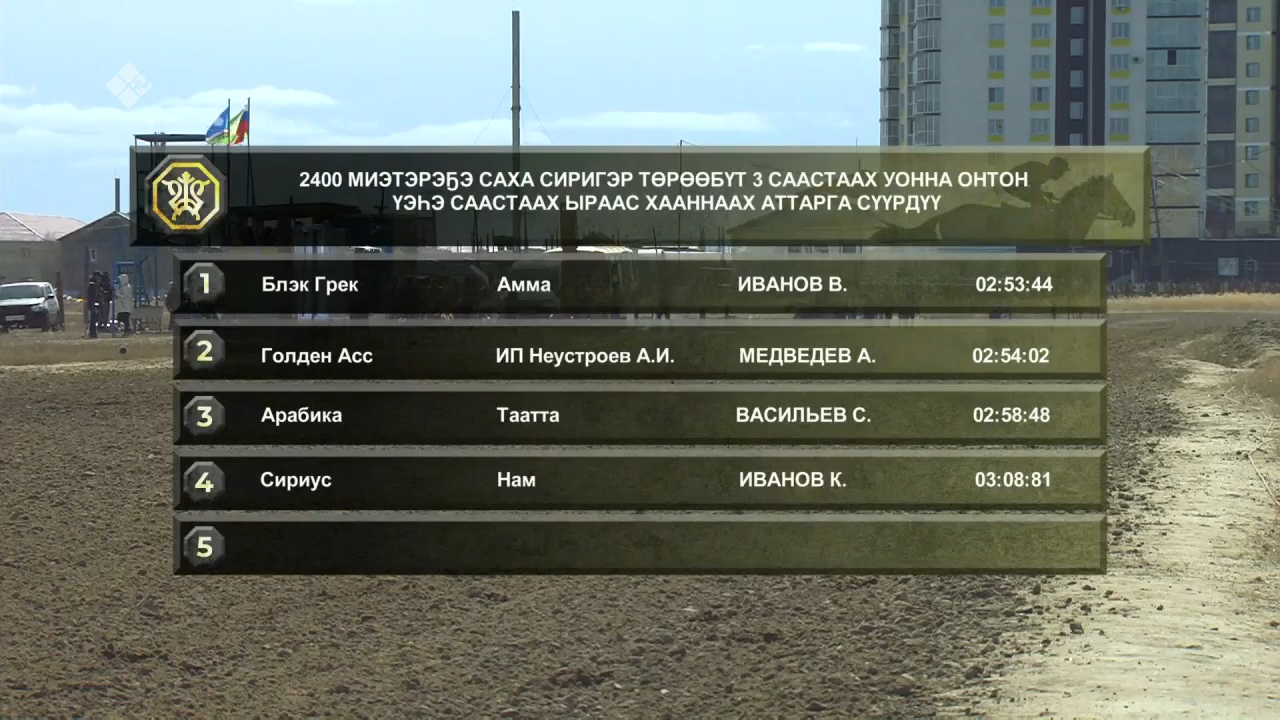 2400 МИЭТЭРЭҔЭ САХА СИРИГЭР ТӨРӨӨБҮТ 3 СААСТААХ УОННА ОНТОН
ҮЭҺЭ СААСТААХ ЫРААС ХААННААХ АТТАРГА СҮҮРДҮҮ
1 Блэк Грек Амма ИВАНОВ В. 02:53:44
2 Голден Асс ИП Неустроев А.И. МЕДВЕДЕВ А. 02:54:02
3 Арабика Таатта ВАСИЛЬЕВ С. 02:58:48
4 Сириус Нам ИВАНОВ К. 03:08:81
5